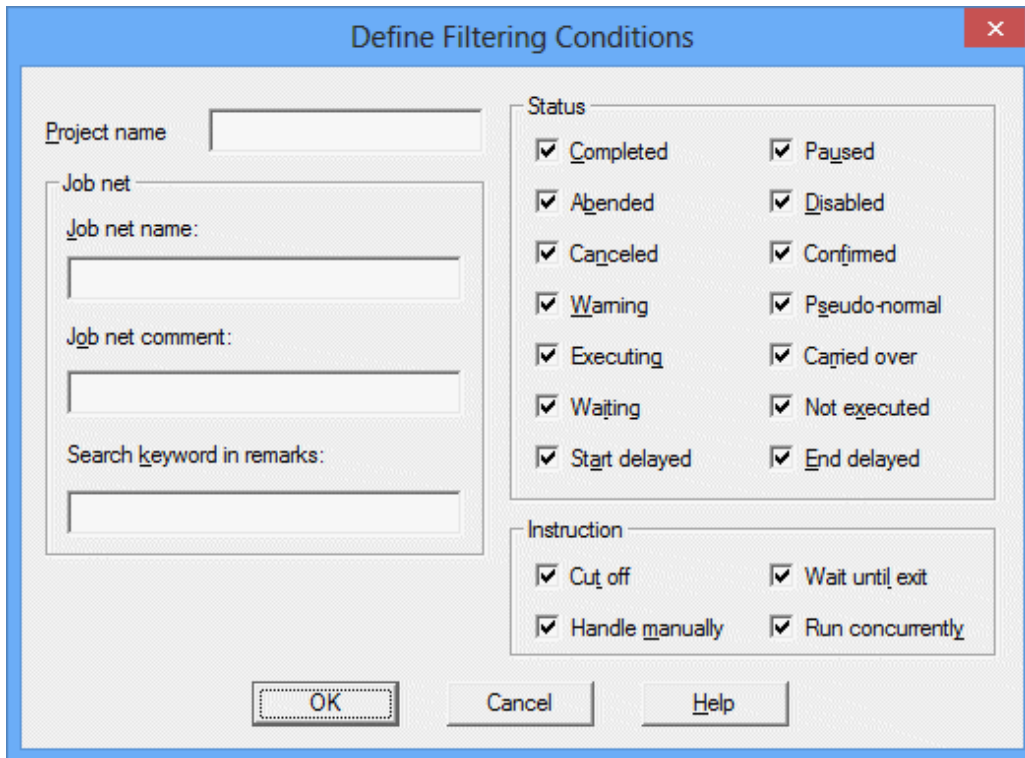 Define Filtering Conditions
Project name
Job net
Job net name:
Job net comment:
Search keyword in remarks:
Status
Completed
Paused
Abended
Disabled
Canceled
Confirmed
Warning
Pseudo-normal
Executing
Carried over
Waiting
Not executed
Start delayed
End delayed
Instruction
Cut off
Wait until exit
Handle manually
Run concurrently
OK
Cancel
Help